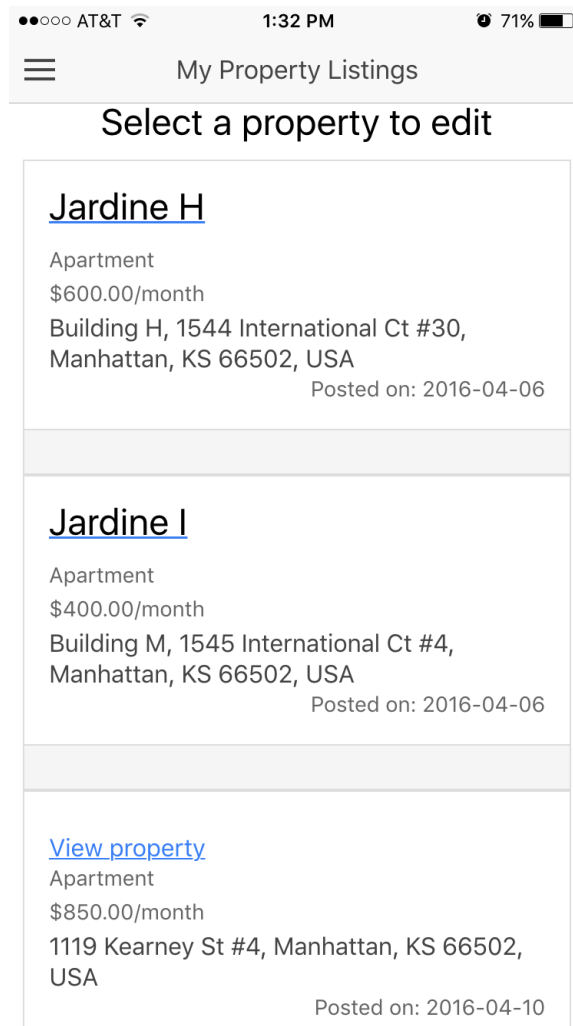 AT&T 1:32 PM 71%
My Property Listings
Select a property to edit
Jardine H
Apartment
$600.00/month
Building H, 1544 International Ct #30,
Manhattan, KS 66502, USA
Posted on: 2016-04-06
Jardine I
Apartment
$400.00/month
Building M, 1545 International Ct #4,
Manhattan, KS 66502, USA
Posted on: 2016-04-06
View property
Apartment
$850.00/month
1119 Kearney St #4, Manhattan, KS 66502,
USA
Posted on: 2016-04-10